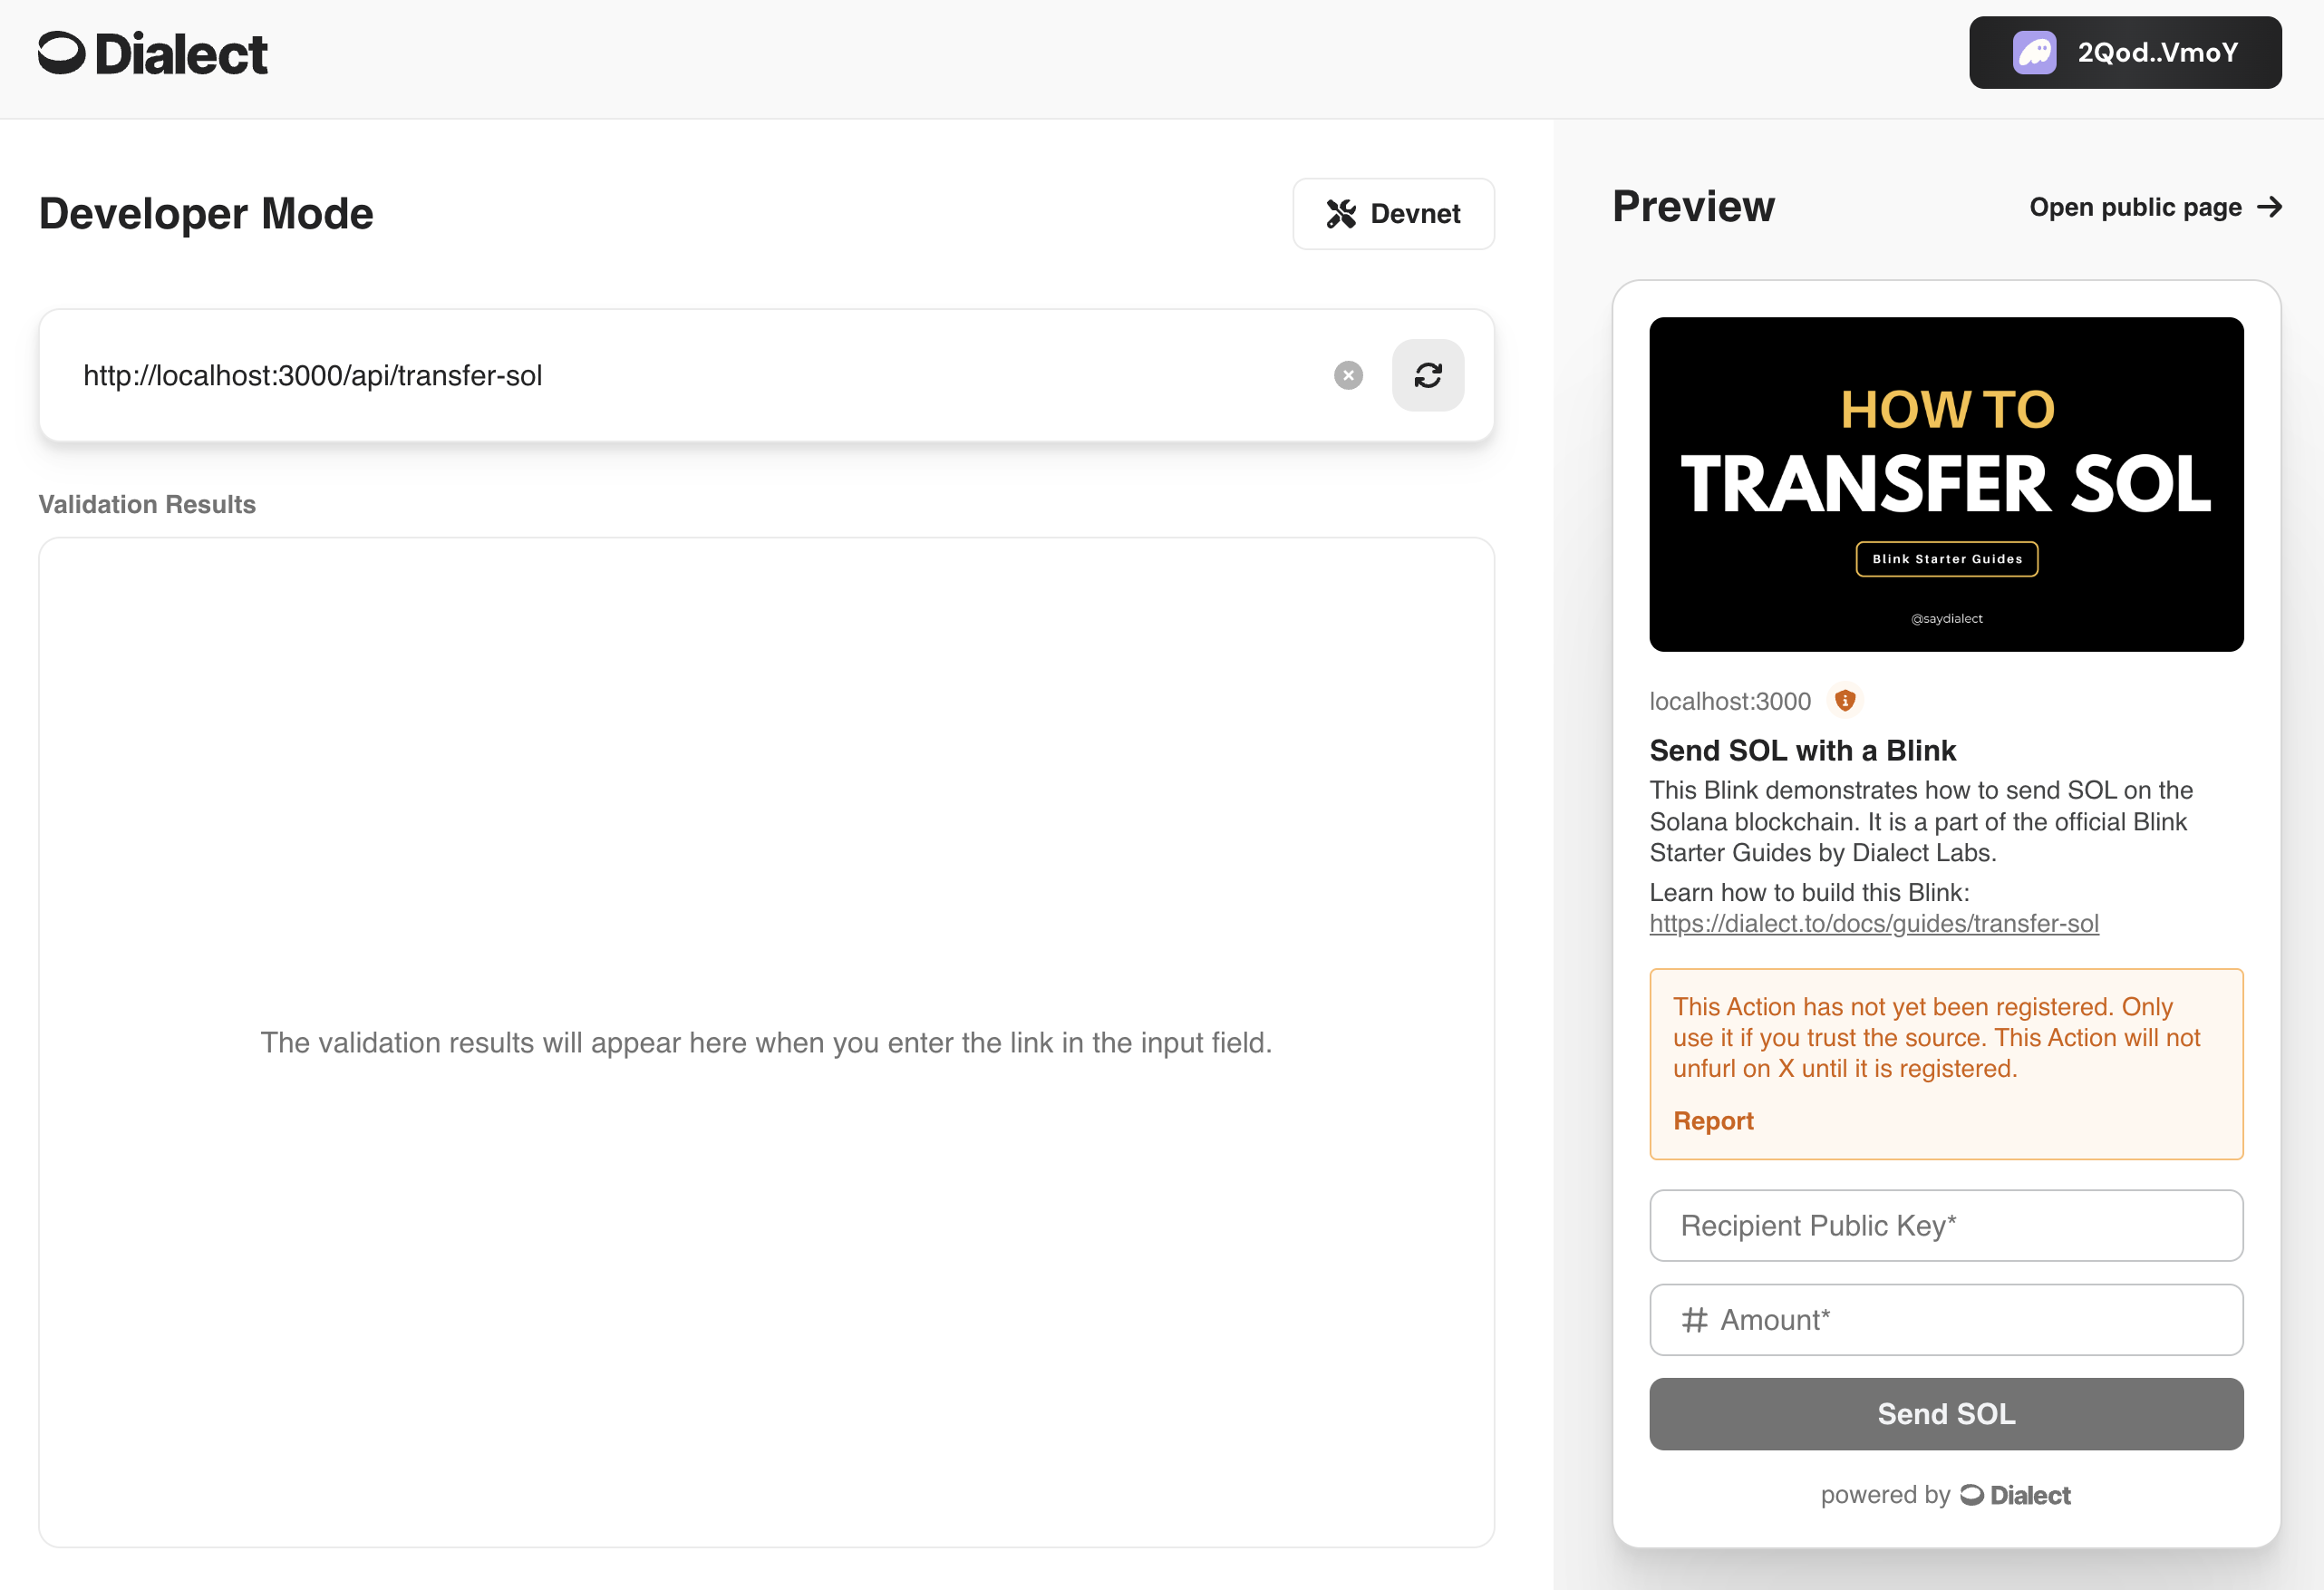 Dialect
2Qod..VmoY
Developer Mode
Devnet
http://localhost:3000/api/transfer-sol
Validation Results
The validation results will appear here when you enter the link in the input field.
Preview
Open public page
HOW TO
TRANSFER SOL
Blink Starter Guides
@saydialect
localhost:3000
Send SOL with a Blink
This Blink demonstrates how to send SOL on the
Solana blockchain. It is a part of the official Blink
Starter Guides by Dialect Labs.
Learn how to build this Blink:
https://dialect.to/docs/guides/transfer-sol
This Action has not yet been registered. Only
use it if you trust the source. This Action will not
unfurl on X until it is registered.
Report
Recipient Public Key*
# Amount*
Send SOL
powered by Dialect